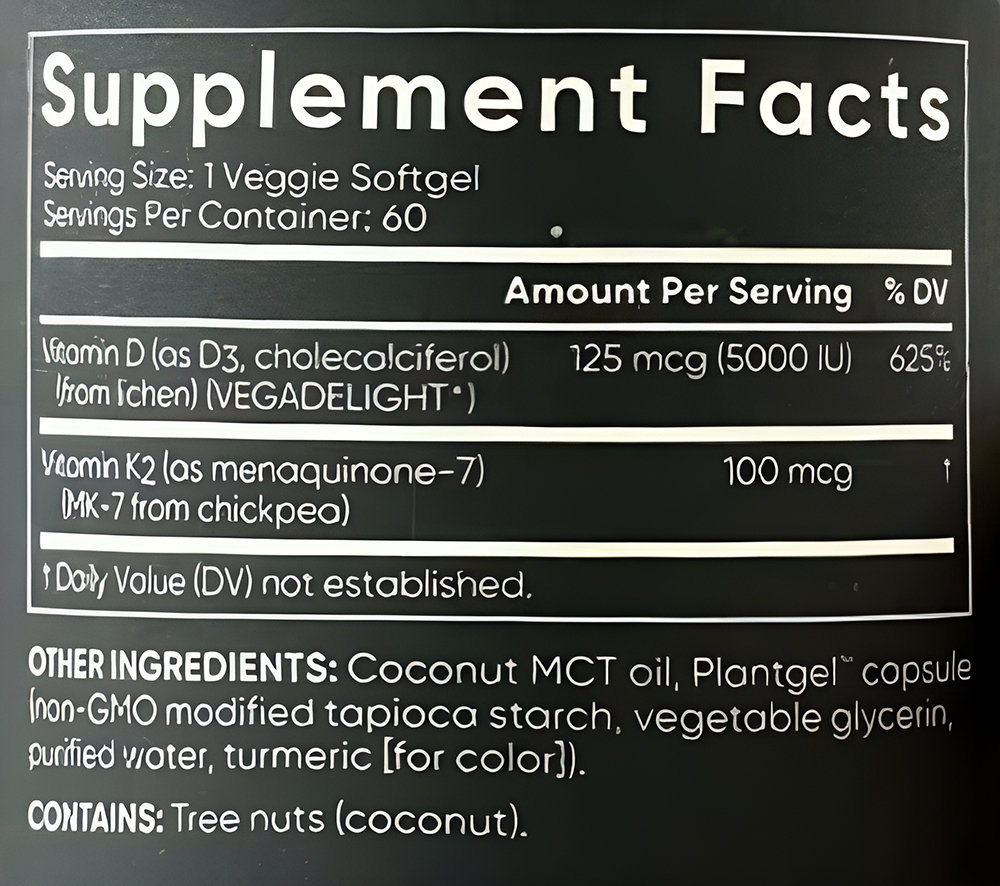 Supplement Facts
Serving Size: 1 Veggie Softgel
Servings Per Container: 60
Amount Per Serving % DV
Vitamin D (as D3, cholecalciferol) 125 mcg (5000 IU) 625%
(from lichen) (VEGADELIGHT®)
Vitamin K2 (as menaquinone-7) 100 mcg †
(MK-7 from chickpea)
† Daily Value (DV) not established.
OTHER INGREDIENTS: Coconut MCT oil, Plantgel™ capsule
(non-GMO modified tapioca starch, vegetable glycerin,
purified water, turmeric [for color]).
CONTAINS: Tree nuts (coconut).